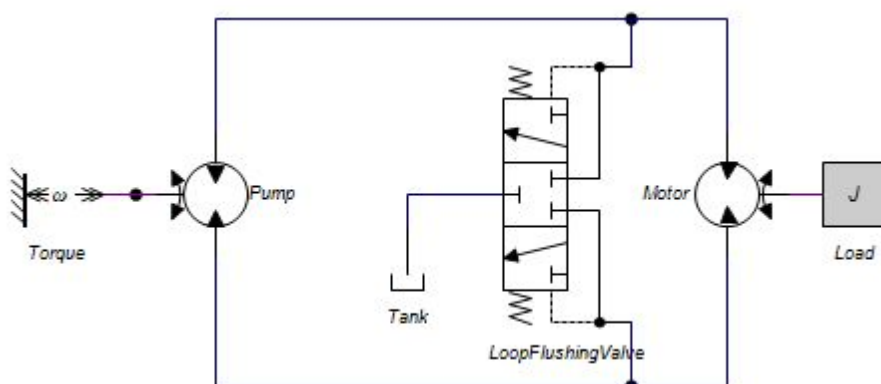 ω
Pump
Motor
J
Torque
Load
Tank
LoopFlushingValve